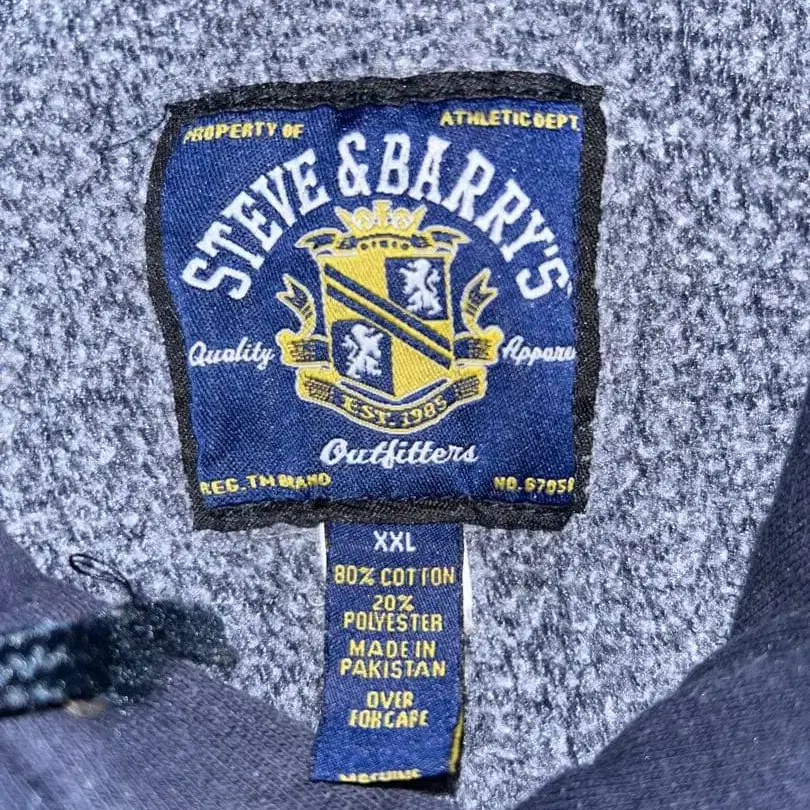 PROPERTY OF
ATHLETIC DEPT.
STEVE & BARRY'S
Quality
EST. 1985
Outfitters
REG. TM BRAND
XXL
80% COTTON
20%
POLYESTER
MADE IN
PAKISTAN
OVER
FOR CARE